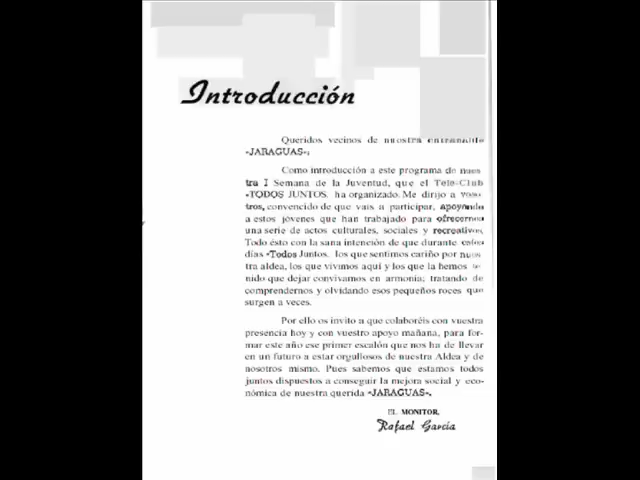 Introducción
Queridos vecinos de nuestra entrañable
«JARAGUAS»:
Como introducción a este programa de nues-
tra I Semana de la Juventud, que el Tele-Club
«TODOS JUNTOS. ha organizado. Me dirijo a voso-
tros, convencido de que vais a participar, apoyando
a estos jovenes que han trabajado para ofrecernos
una serie de actos culturales, sociales y recreativos.
Todo ésto con la sana intención de que durante estos
días «Todos Juntos. los que sentimos cariño por nues-
tra aldea, los que vivimos aquí y los que la hemos te-
nido que dejar convivamos en armonía; tratando de
comprendernos y olvidando esos pequeños roces que
surgen a veces.
Por ello os invito a que colaboréis con vuestra
presencia hoy y con vuestro apoyo mañana, para for-
mar este año ese primer escalón que nos ha de llevar
en un futuro a estar orgullosos de nuestra Aldea y de
nosotros mismo. Pues sabemos que estamos todos
juntos dispuestos a conseguir la mejora social y eco-
nómica de nuestra querida «JARAGUAS».
EL MONITOR,
Rafael García